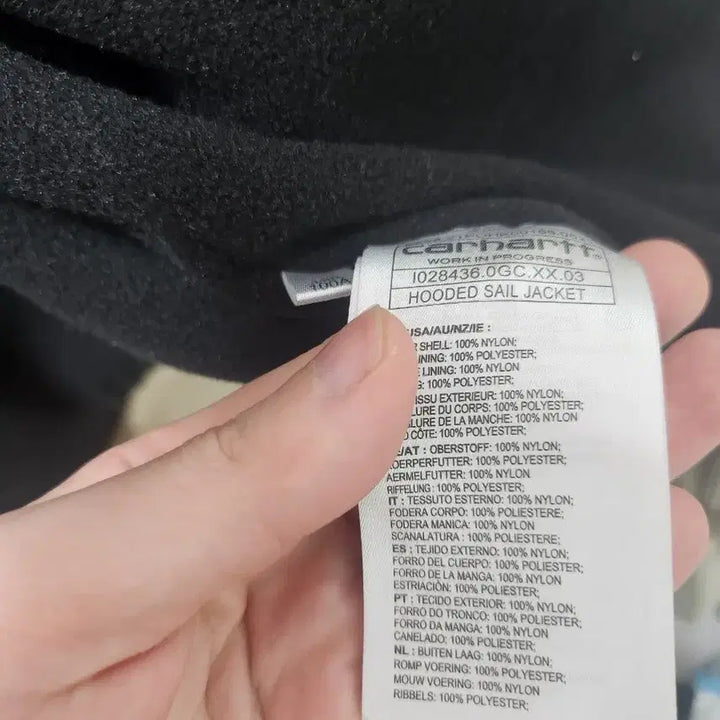 carhartt
WORK IN PROGRESS
I028436.0GC.XX.03
HOODED SAIL JACKET
100%
USA/AU/NZ/IE :
SHELL: 100% NYLON;
LINING: 100% POLYESTER;
LINING: 100% NYLON
100% POLYESTER;
TISSU EXTERIEUR: 100% NYLON;
DU CORPS: 100% POLYESTER;
DE LA MANCHE: 100% NYLON
CÔTE: 100% POLYESTER;
/AT : OBERSTOFF: 100% NYLON;
KOERPERFUTTER: 100% POLYESTER;
AERMELFUTTER: 100% NYLON
RIFFELUNG: 100% POLYESTER;
IT : TESSUTO ESTERNO: 100% NYLON;
FODERA CORPO: 100% POLIESTERE;
FODERA MANICA: 100% NYLON
SCANALATURA: 100% POLIESTERE;
ES : TEJIDO EXTERNO: 100% NYLON;
FORRO DEL CUERPO: 100% POLIESTER;
FORRO DE LA MANGA: 100% NYLON
ESTRIACIÓN: 100% POLIESTER;
PT : TECIDO EXTERIOR: 100% NYLON;
FORRO DO TRONCO: 100% POLIESTER;
FORRO DA MANGA: 100% NYLON
CANELADO: 100% POLIESTER;
NL : BUITEN LAAG: 100% NYLON;
ROMP VOERING: 100% POLYESTER;
MOUW VOERING: 100% NYLON
RIBBELS: 100% POLYESTER;